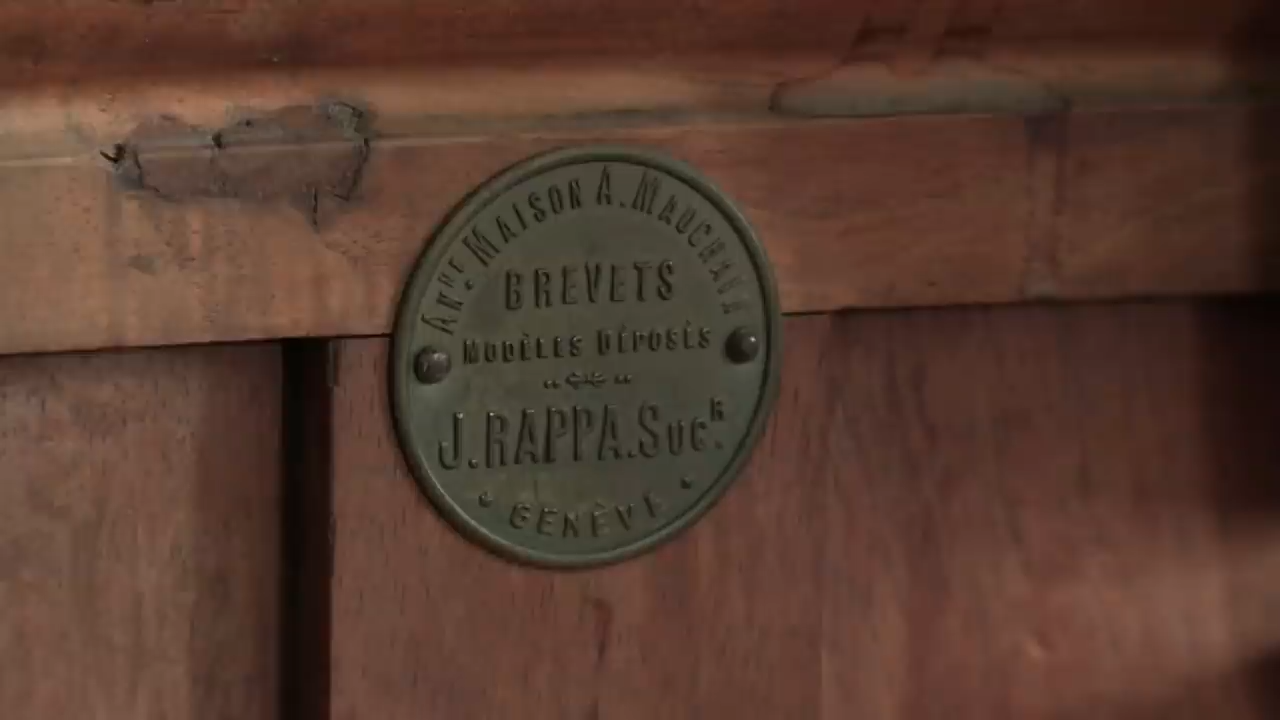 ANNE. MAISON A. MAUCHAIN
BREVETS
MODÈLES DÉPOSÉS
J. RAPPA. SUCR.
GENÈVE